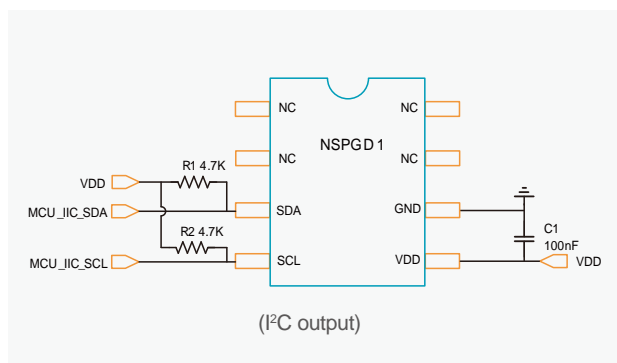 NC
NC
NSPGD1
R1 4.7K
NC
NC
VDD
MCU_IIC_SDA
SDA
GND
R2 4.7K
C1
100nF
MCU_IIC_SCL
SCL
VDD
VDD
(I²C output)